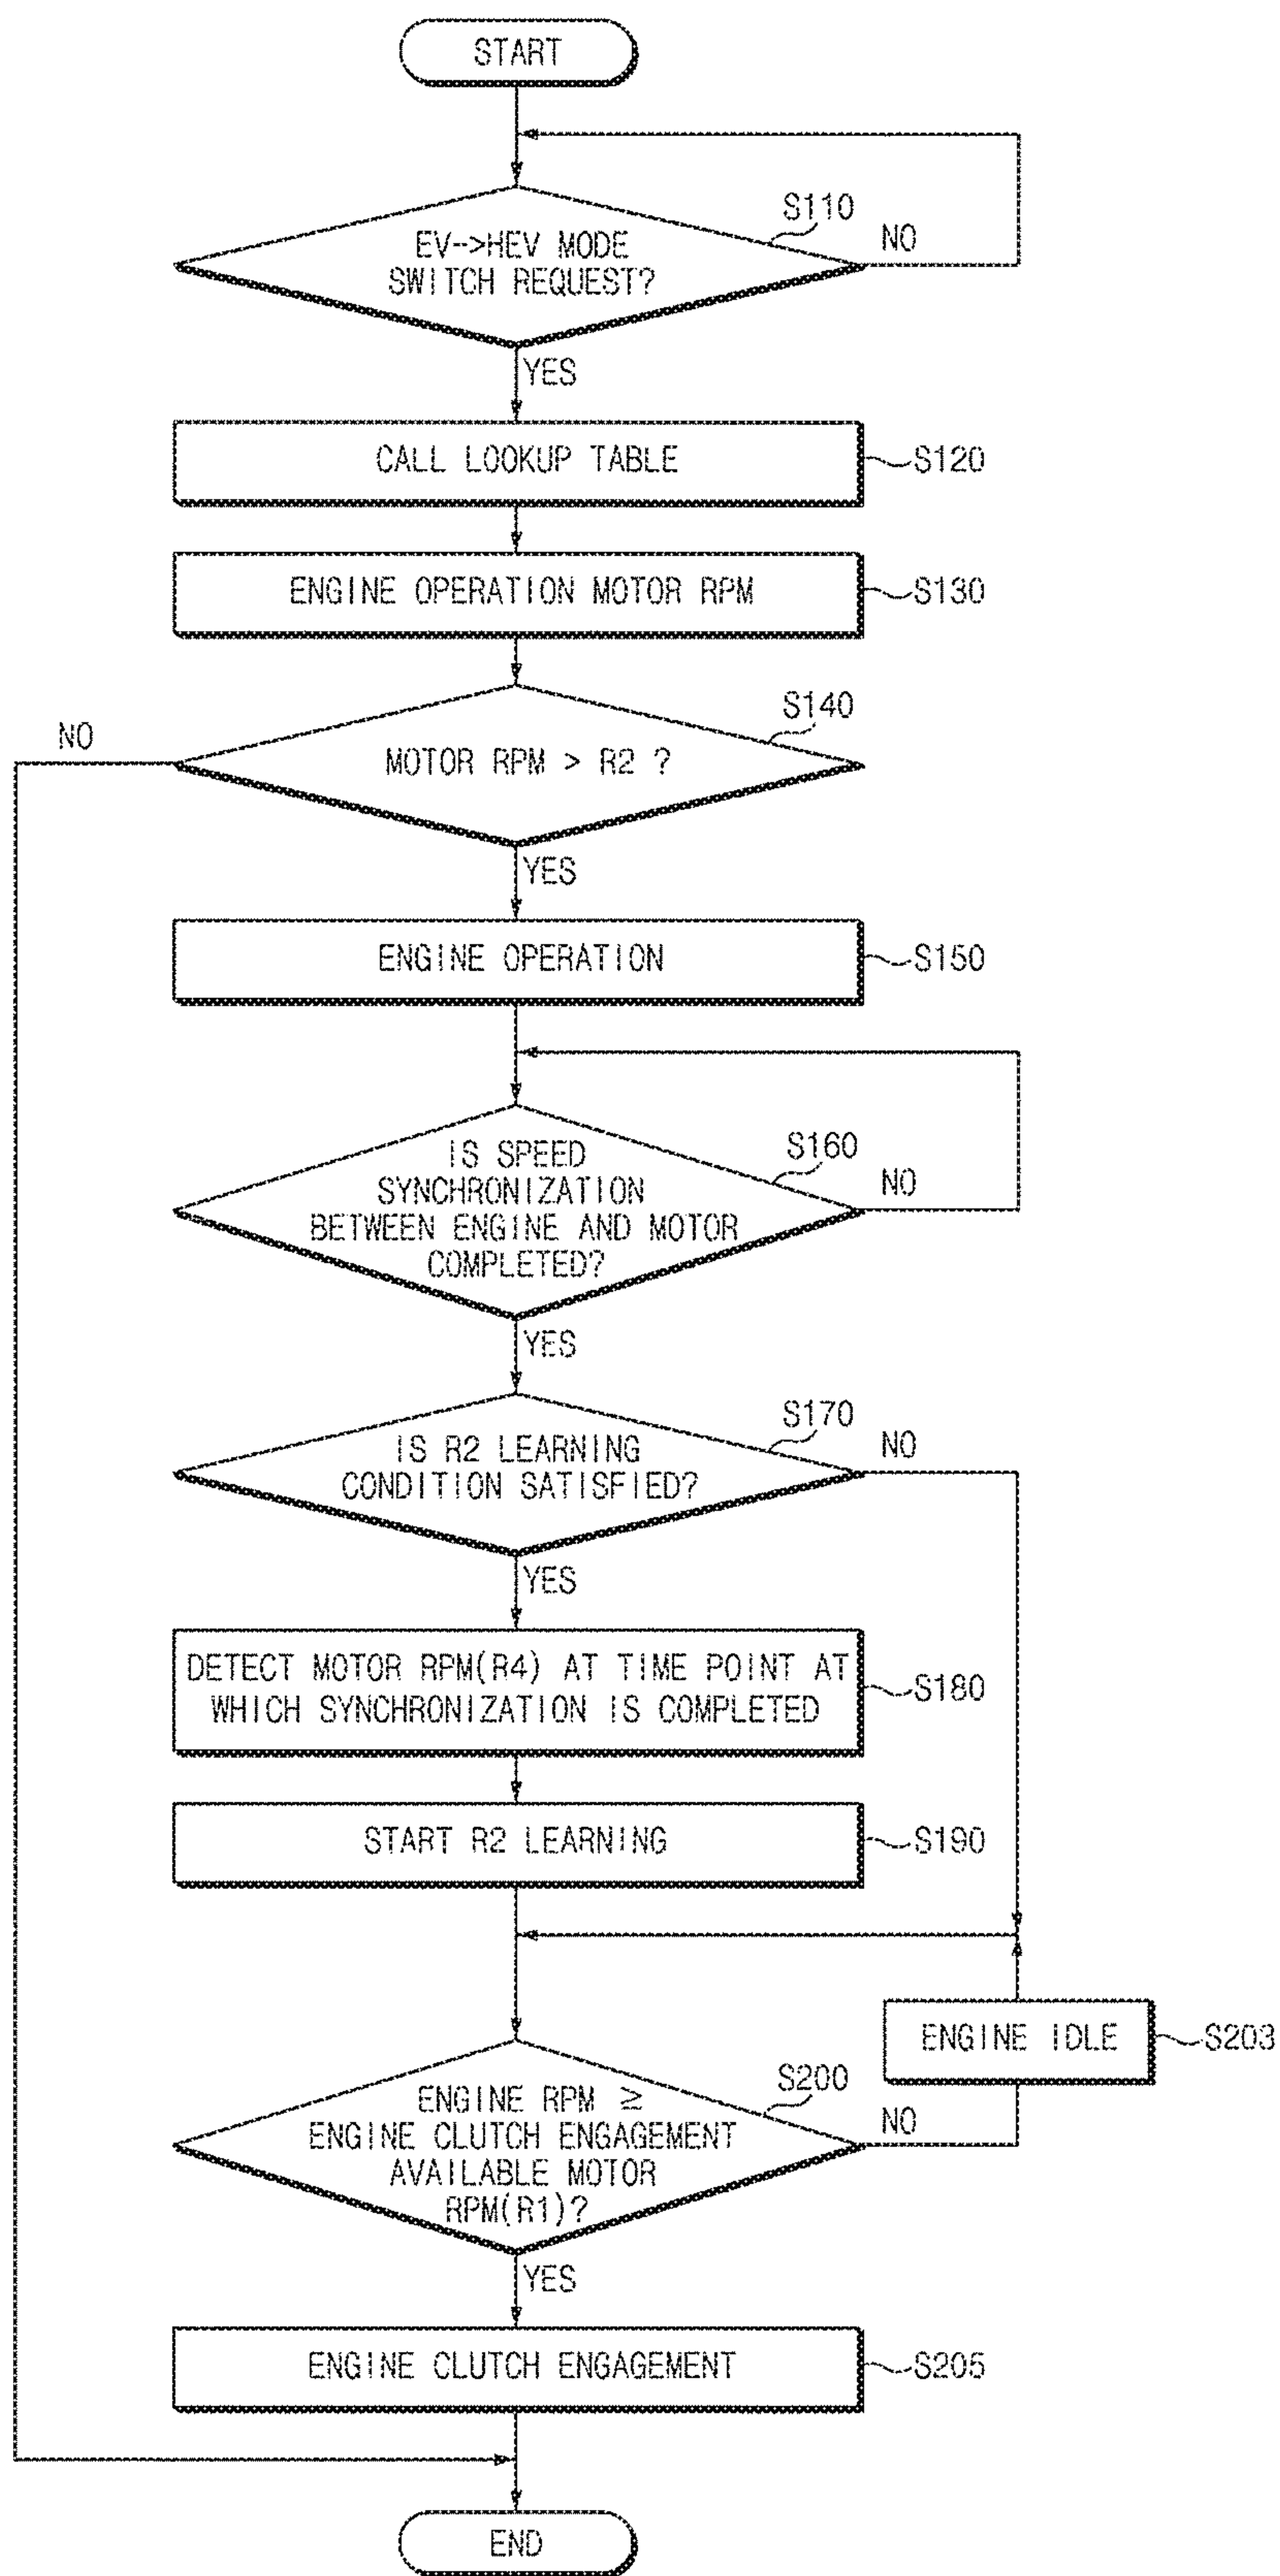 START
S110
EV-->HEV MODE
SWITCH REQUEST?
NO
YES
CALL LOOKUP TABLE
S120
ENGINE OPERATION MOTOR RPM
S130
S140
NO
MOTOR RPM > R2 ?
YES
ENGINE OPERATION
S150
S160
IS SPEED
SYNCHRONIZATION
BETWEEN ENGINE AND MOTOR
COMPLETED?
NO
YES
S170
IS R2 LEARNING
CONDITION SATISFIED?
NO
YES
DETECT MOTOR RPM(R4) AT TIME POINT AT
WHICH SYNCHRONIZATION IS COMPLETED
S180
START R2 LEARNING
S190
ENGINE IDLE
S203
S200
ENGINE RPM ≥
ENGINE CLUTCH ENGAGEMENT
AVAILABLE MOTOR
RPM(R1)?
NO
YES
ENGINE CLUTCH ENGAGEMENT
S205
END